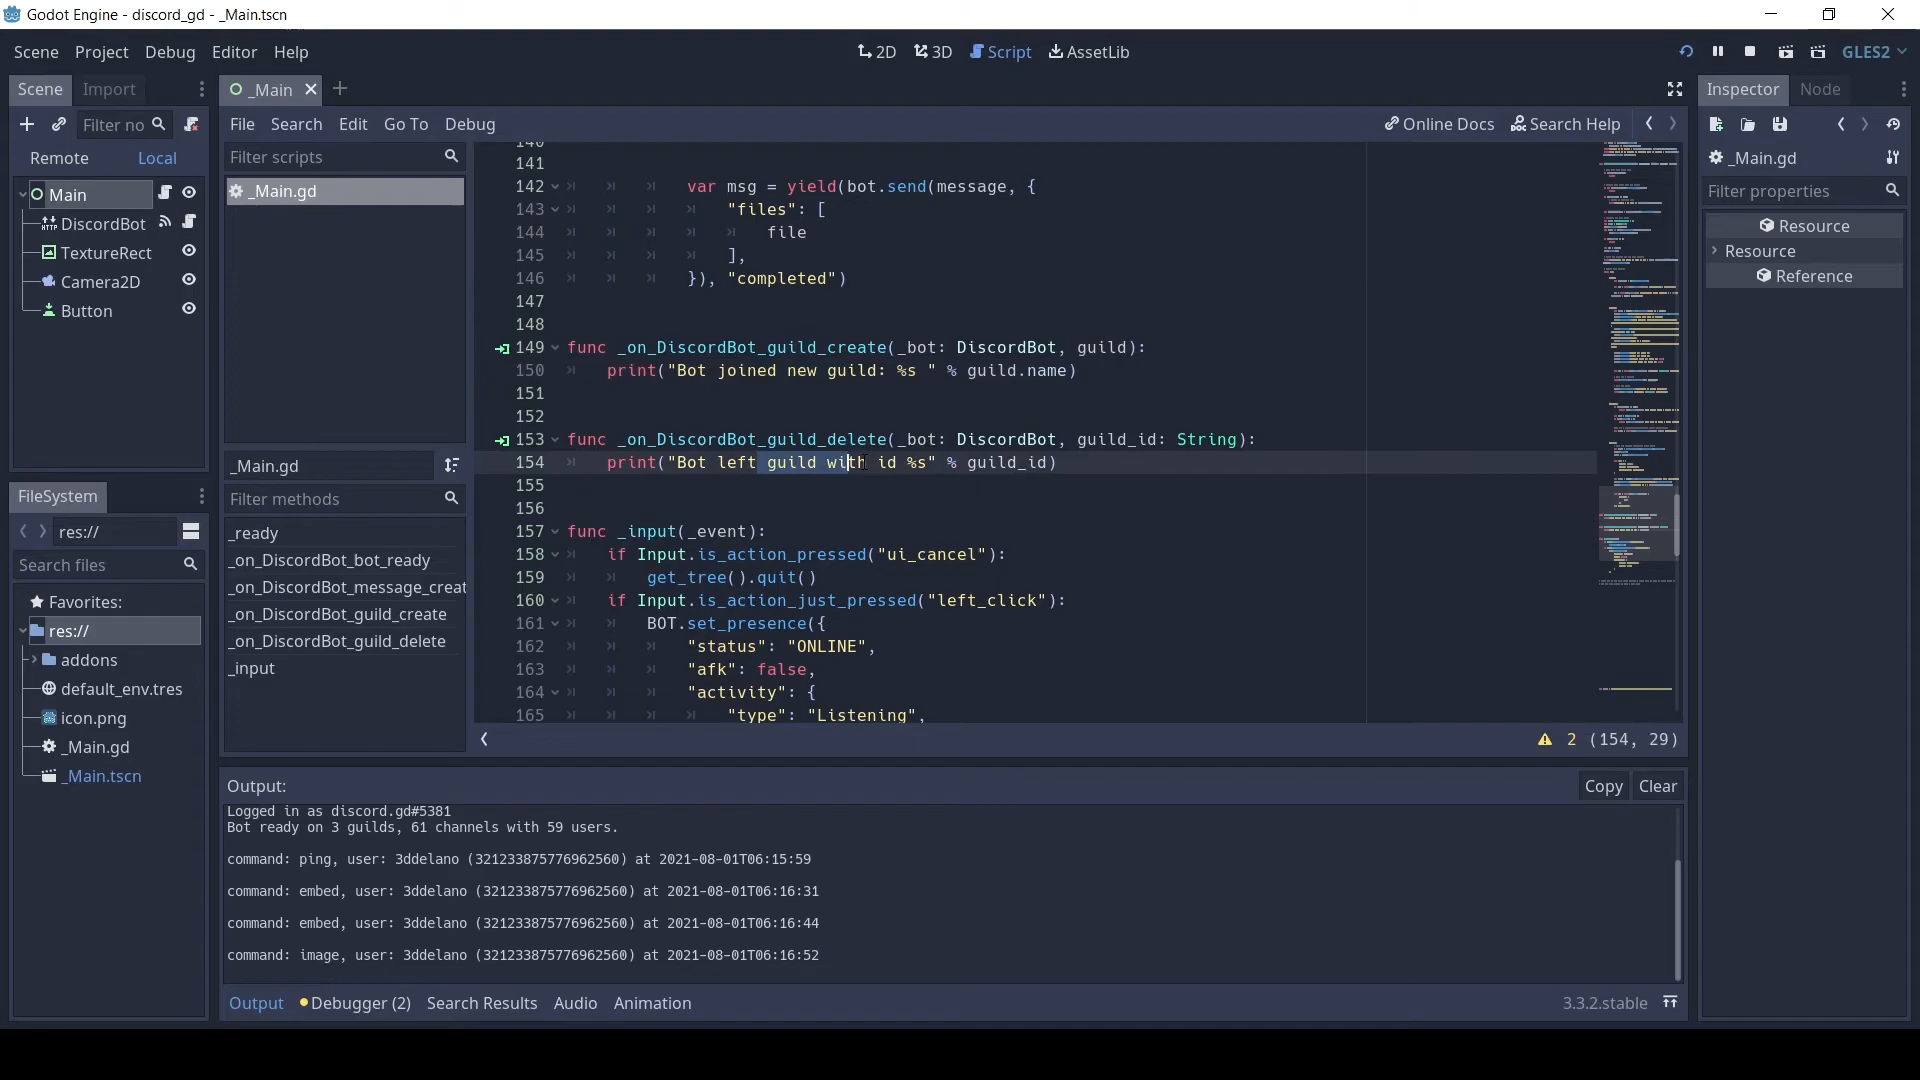 Godot Engine - discord_gd - _Main.tscn
Scene Project Debug Editor Help
2D 3D Script AssetLib
GLES2
Scene Import
_Main
Inspector Node
Filter no
File Search Edit Go To Debug
Online Docs Search Help
Remote Local
Filter scripts
_Main.gd
Filter properties
Main
DiscordBot
TextureRect
Camera2D
Button
_Main.gd
Resource
Resource
Reference
140
141
142 var msg = yield(bot.send(message, {
143 "files": [
144 file
145 ],
146 }), "completed")
147
148
149 func _on_DiscordBot_guild_create(_bot: DiscordBot, guild):
150 print("Bot joined new guild: %s " % guild.name)
151
152
153 func _on_DiscordBot_guild_delete(_bot: DiscordBot, guild_id: String):
154 print("Bot left guild with id %s" % guild_id)
155
156
157 func _input(_event):
158 if Input.is_action_pressed("ui_cancel"):
159 get_tree().quit()
160 if Input.is_action_just_pressed("left_click"):
161 BOT.set_presence({
162 "status": "ONLINE",
163 "afk": false,
164 "activity": {
165 "type": "Listening",
2 (154, 29)
_Main.gd
Filter methods
_ready
_on_DiscordBot_bot_ready
_on_DiscordBot_message_creat
_on_DiscordBot_guild_create
_on_DiscordBot_guild_delete
_input
FileSystem
res://
Search files
Favorites:
res://
addons
default_env.tres
icon.png
_Main.gd
_Main.tscn
Output:
Copy Clear
Logged in as discord.gd#5381
Bot ready on 3 guilds, 61 channels with 59 users.
command: ping, user: 3ddelano (321233875776962560) at 2021-08-01T06:15:59
command: embed, user: 3ddelano (321233875776962560) at 2021-08-01T06:16:31
command: embed, user: 3ddelano (321233875776962560) at 2021-08-01T06:16:44
command: image, user: 3ddelano (321233875776962560) at 2021-08-01T06:16:52
Output Debugger (2) Search Results Audio Animation
3.3.2.stable